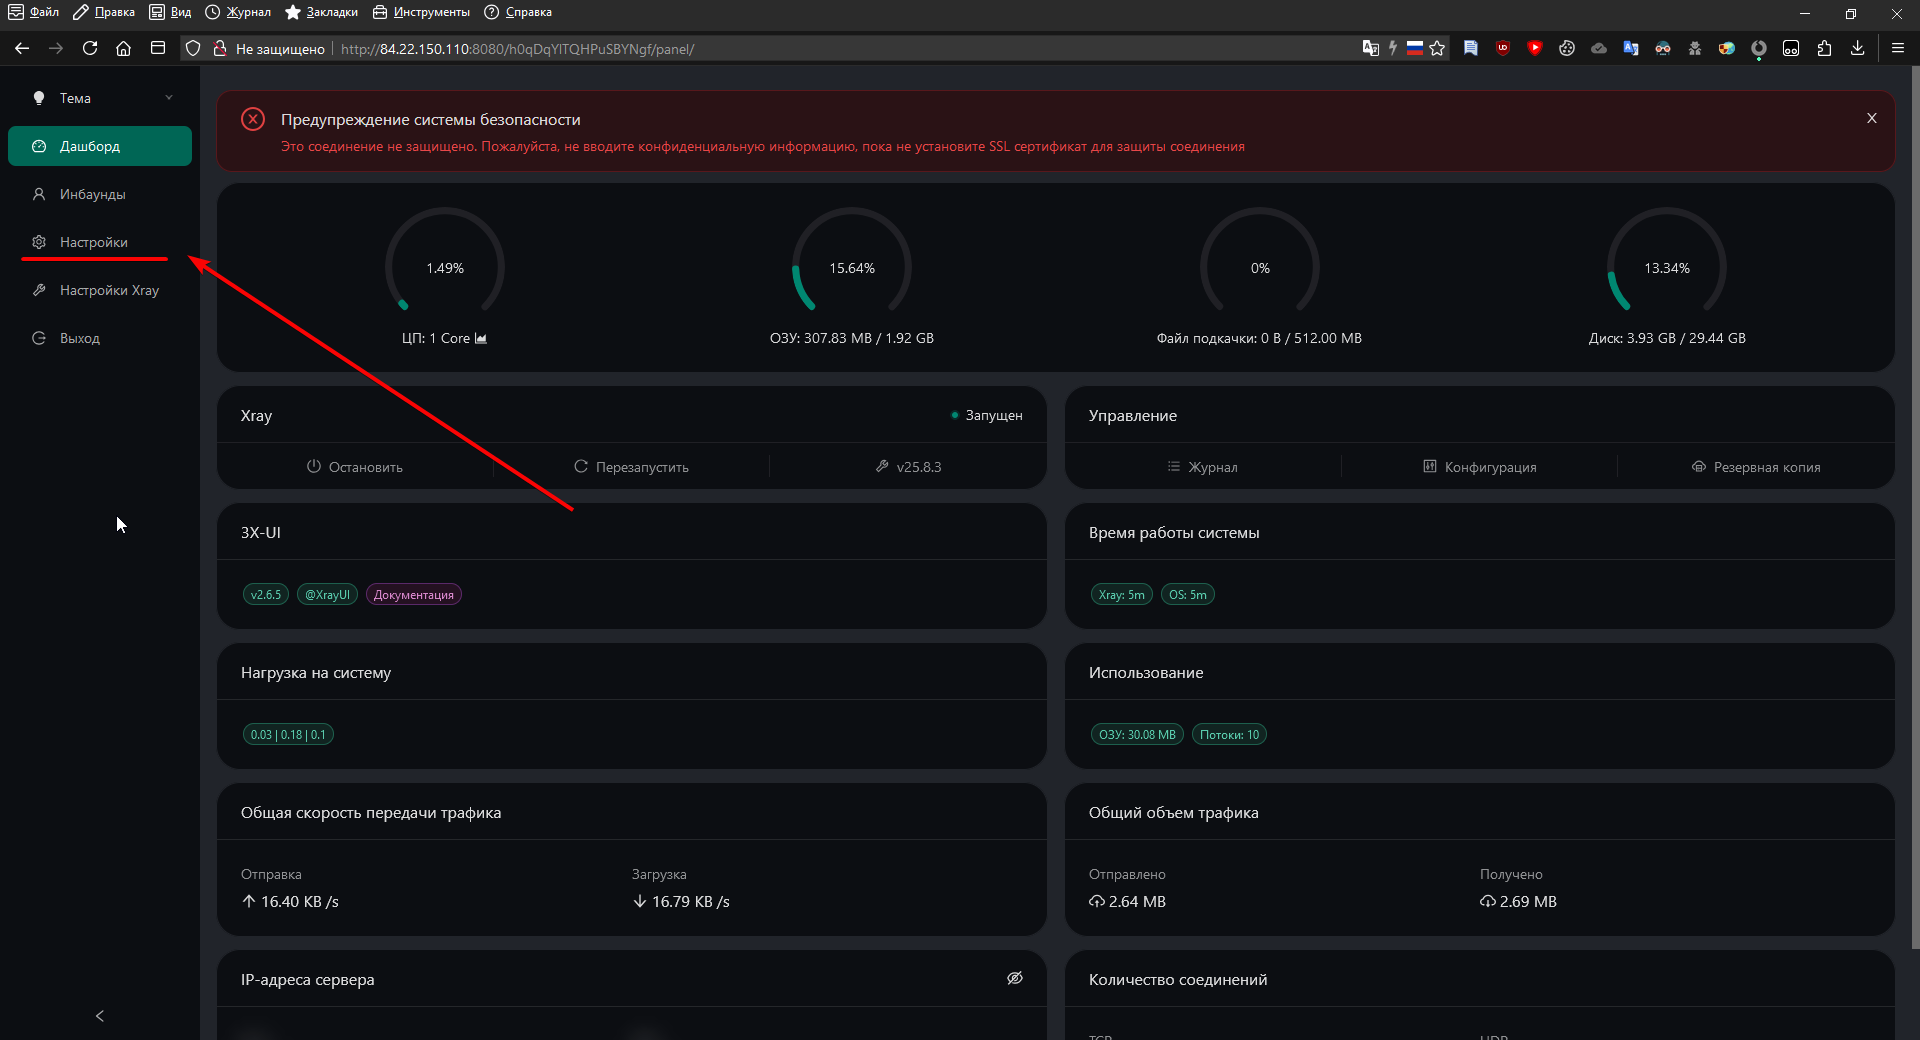 Файл Правка Вид Журнал Закладки Инструменты Справка
Не защищено http://84.22.150.110:8080/h0qDqYlTQHPuSBYNgf/panel/
Тема
Дашборд
Инбаунды
Настройки
Настройки Xray
Выход
Предупреждение системы безопасности
Это соединение не защищено. Пожалуйста, не вводите конфиденциальную информацию, пока не установите SSL сертификат для защиты соединения
1.49% 15.64% 0% 13.34%
ЦП: 1 Core ОЗУ: 307.83 MB / 1.92 GB Файл подкачки: 0 B / 512.00 MB Диск: 3.93 GB / 29.44 GB
Xray Запущен
Остановить Перезапустить v25.8.3
Управление
Журнал Конфигурация Резервная копия
3X-UI
v2.6.5 @XrayUI Документация
Время работы системы
Xray: 5m OS: 5m
Нагрузка на систему
0.03 | 0.18 | 0.1
Использование
ОЗУ: 30.08 MB Потоки: 10
Общая скорость передачи трафика
Отправка Загрузка
16.40 KB /s 16.79 KB /s
Общий объем трафика
Отправлено Получено
2.64 MB 2.69 MB
IP-адреса сервера
Количество соединений
TCP UDP